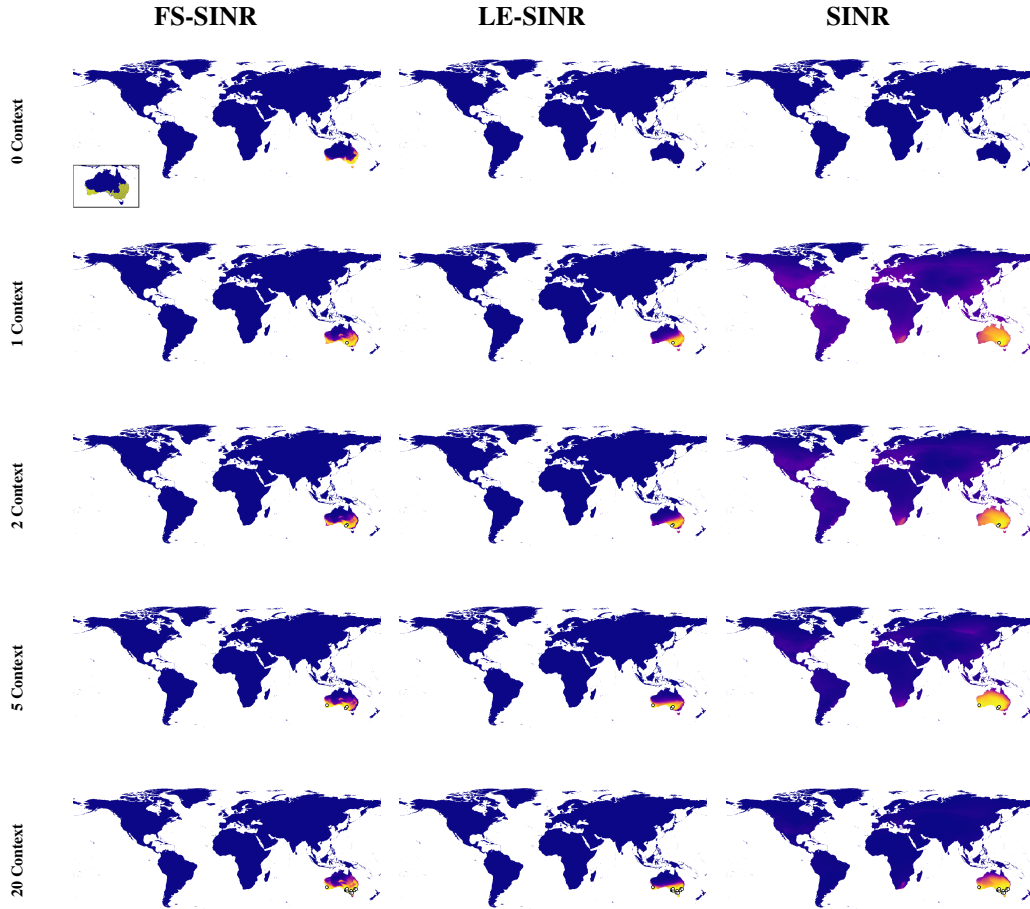 FS-SINR LE-SINR SINR
0 Context
1 Context
2 Context
5 Context
20 Context